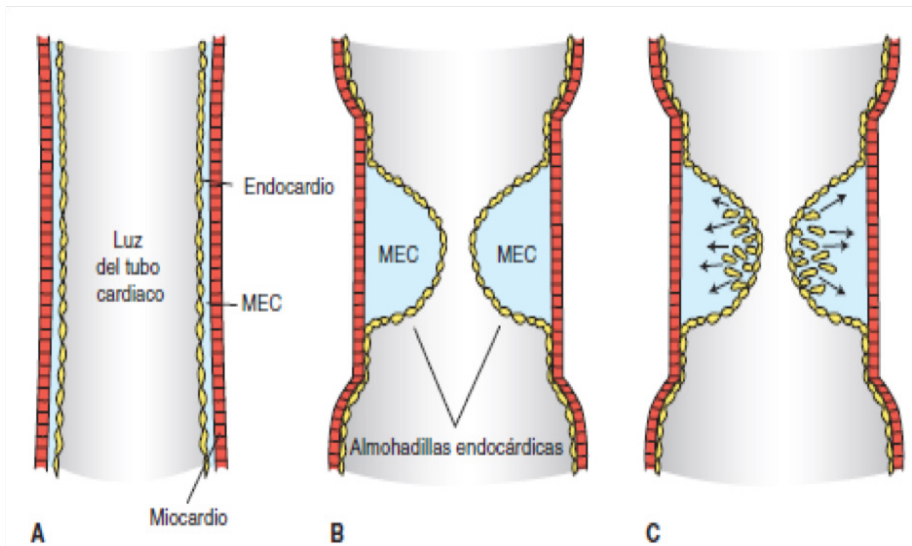 Luz
del tubo
cardiaco
Endocardio
MEC
Miocardio
A
MEC
MEC
Almohadillas endocárdicas
B
C